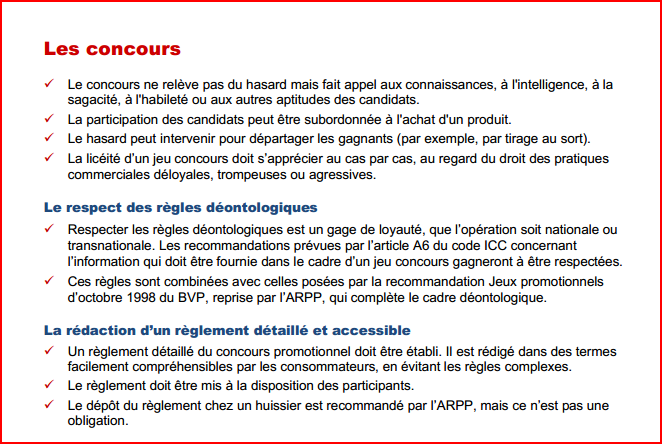 Les concours
✓ Le concours ne relève pas du hasard mais fait appel aux connaissances, à l'intelligence, à la
sagacité, à l'habileté ou aux autres aptitudes des candidats.
✓ La participation des candidats peut être subordonnée à l'achat d'un produit.
✓ Le hasard peut intervenir pour départager les gagnants (par exemple, par tirage au sort).
✓ La licéité d’un jeu concours doit s’apprécier au cas par cas, au regard du droit des pratiques
commerciales déloyales, trompeuses ou agressives.
Le respect des règles déontologiques
✓ Respecter les règles déontologiques est un gage de loyauté, que l’opération soit nationale ou
transnationale. Les recommandations prévues par l’article A6 du code ICC concernant
l’information qui doit être fournie dans le cadre d’un jeu concours gagneront à être respectées.
✓ Ces règles sont combinées avec celles posées par la recommandation Jeux promotionnels
d’octobre 1998 du BVP, reprise par l’ARPP, qui complète le cadre déontologique.
La rédaction d’un règlement détaillé et accessible
✓ Un règlement détaillé du concours promotionnel doit être établi. Il est rédigé dans des termes
facilement compréhensibles par les consommateurs, en évitant les règles complexes.
✓ Le règlement doit être mis à la disposition des participants.
✓ Le dépôt du règlement chez un huissier est recommandé par l’ARPP, mais ce n’est pas une
obligation.